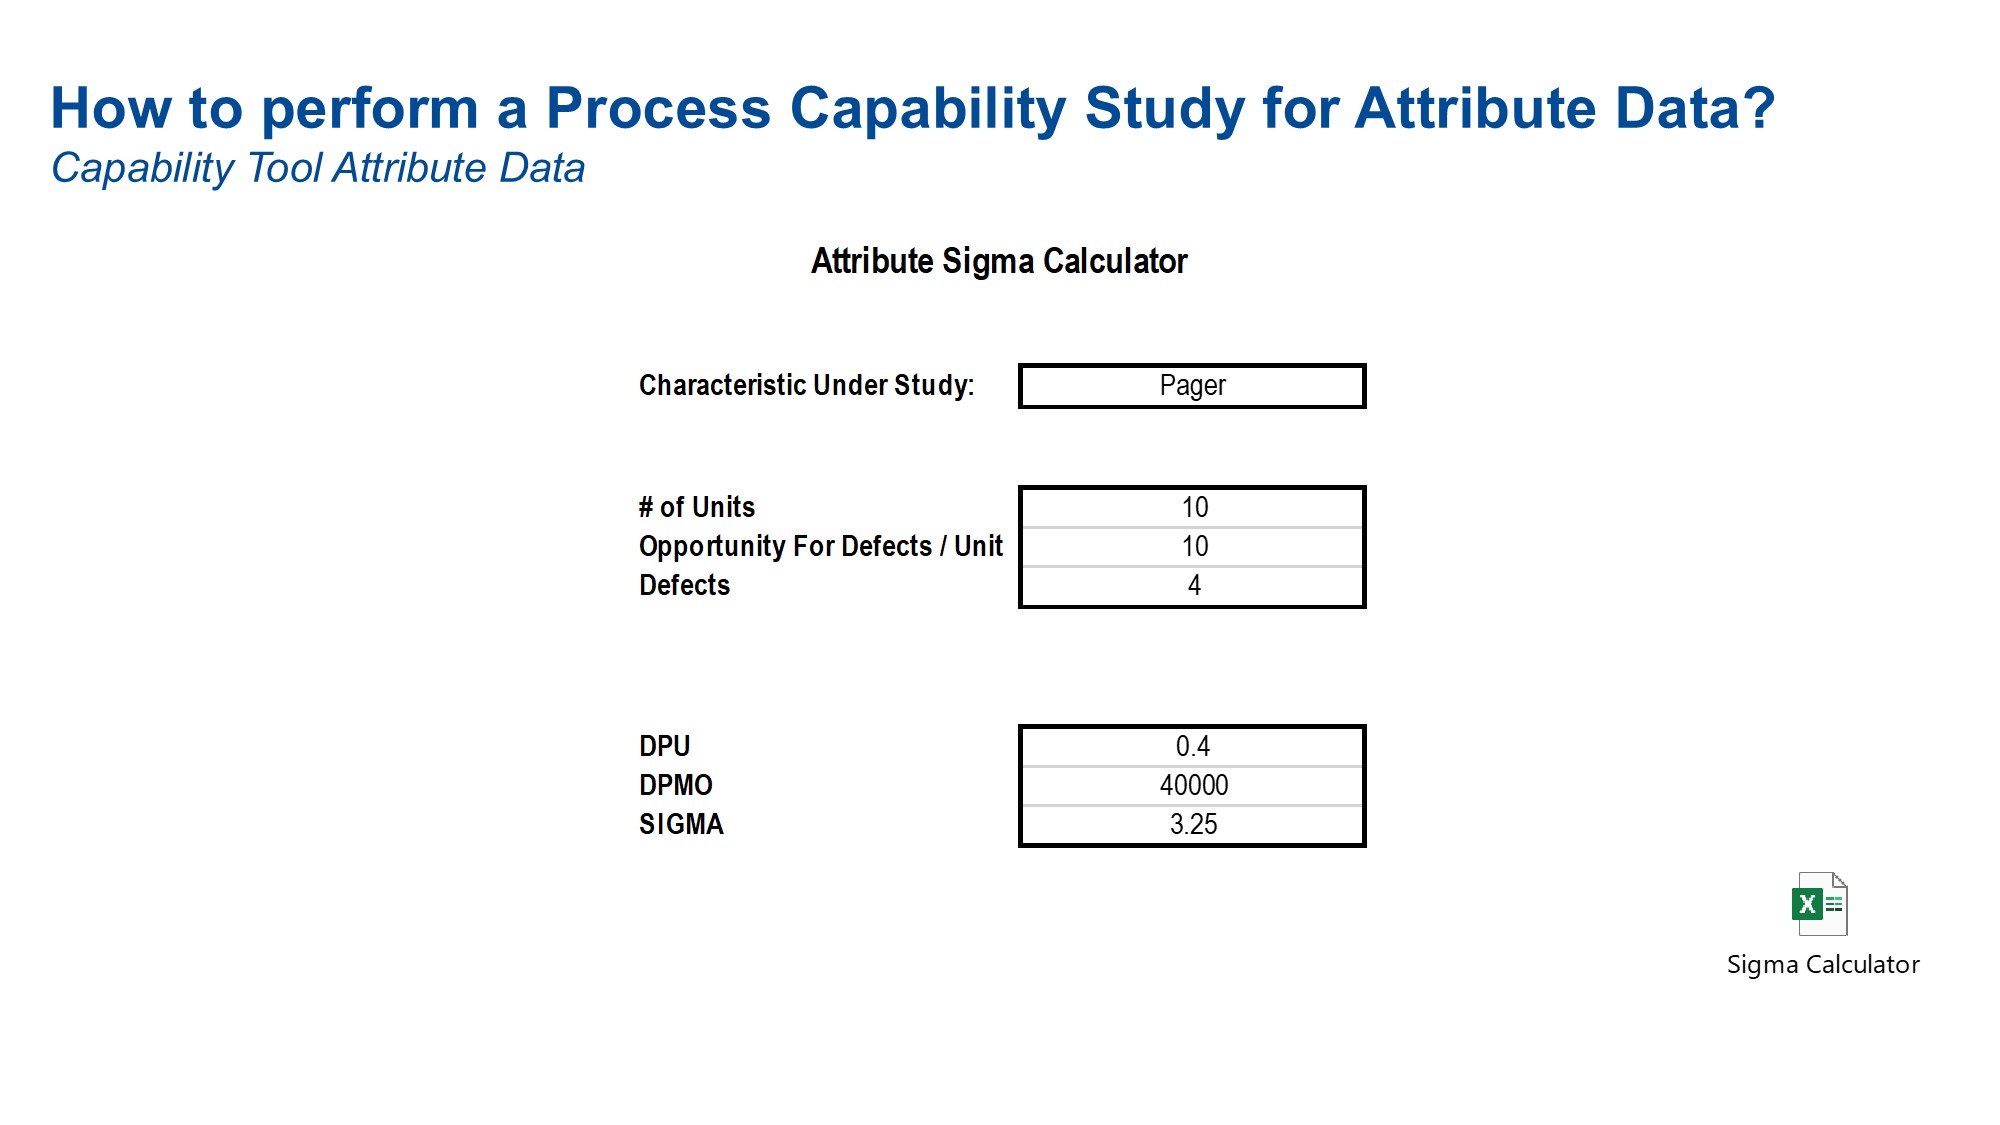 How to perform a Process Capability Study for Attribute Data?
Capability Tool Attribute Data
Attribute Sigma Calculator
Characteristic Under Study: Pager
# of Units 10
Opportunity For Defects / Unit 10
Defects 4
DPU 0.4
DPMO 40000
SIGMA 3.25
X
Sigma Calculator